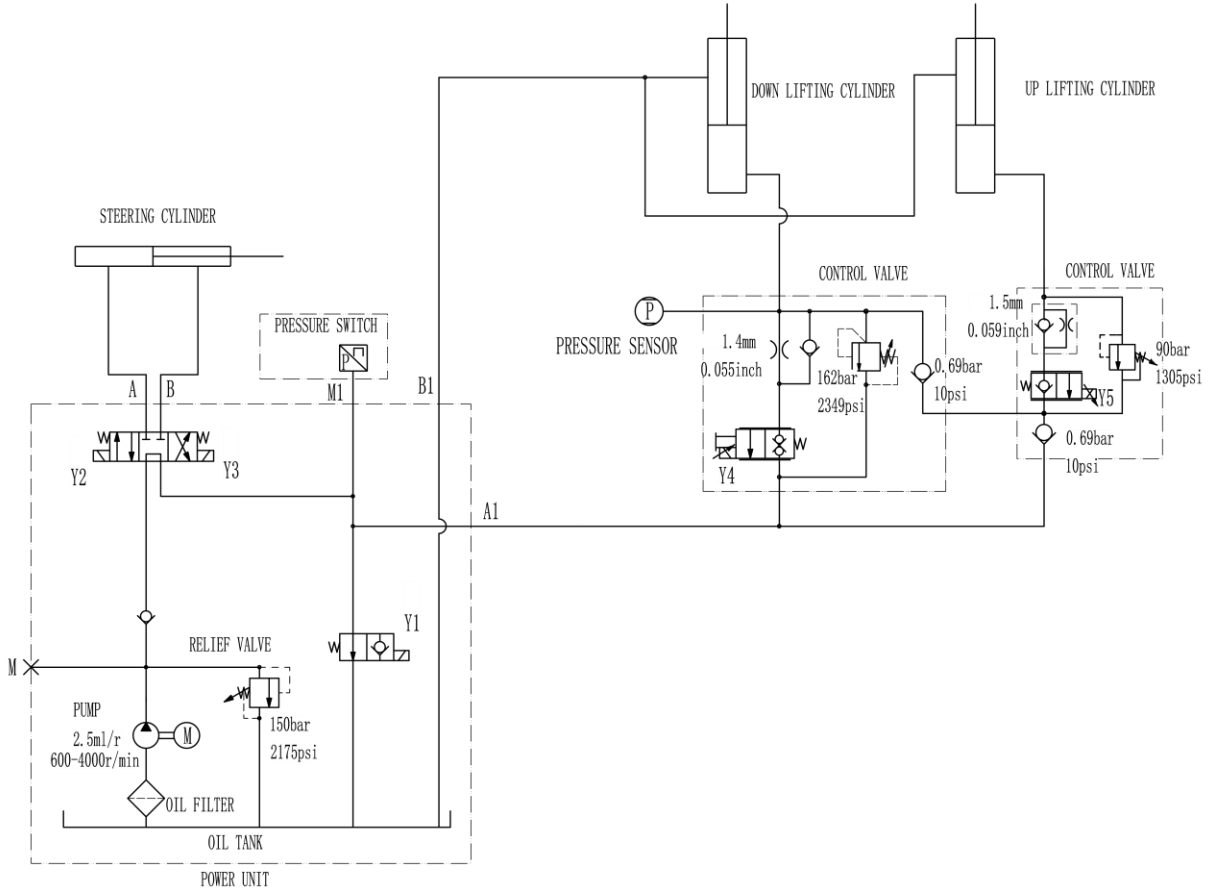 DOWN LIFTING CYLINDER
UP LIFTING CYLINDER
STEERING CYLINDER
CONTROL VALVE
CONTROL VALVE
PRESSURE SWITCH
P
P
PRESSURE SENSOR
1.4mm
0.055inch
162bar
2349psi
0.69bar
10psi
1.5mm
0.059inch
90bar
1305psi
Y5
0.69bar
10psi
A
B
M1
B1
Y2
Y3
Y4
A1
Y1
RELIEF VALVE
M
PUMP
2.5ml/r
600-4000r/min
M
150bar
2175psi
OIL FILTER
OIL TANK
POWER UNIT